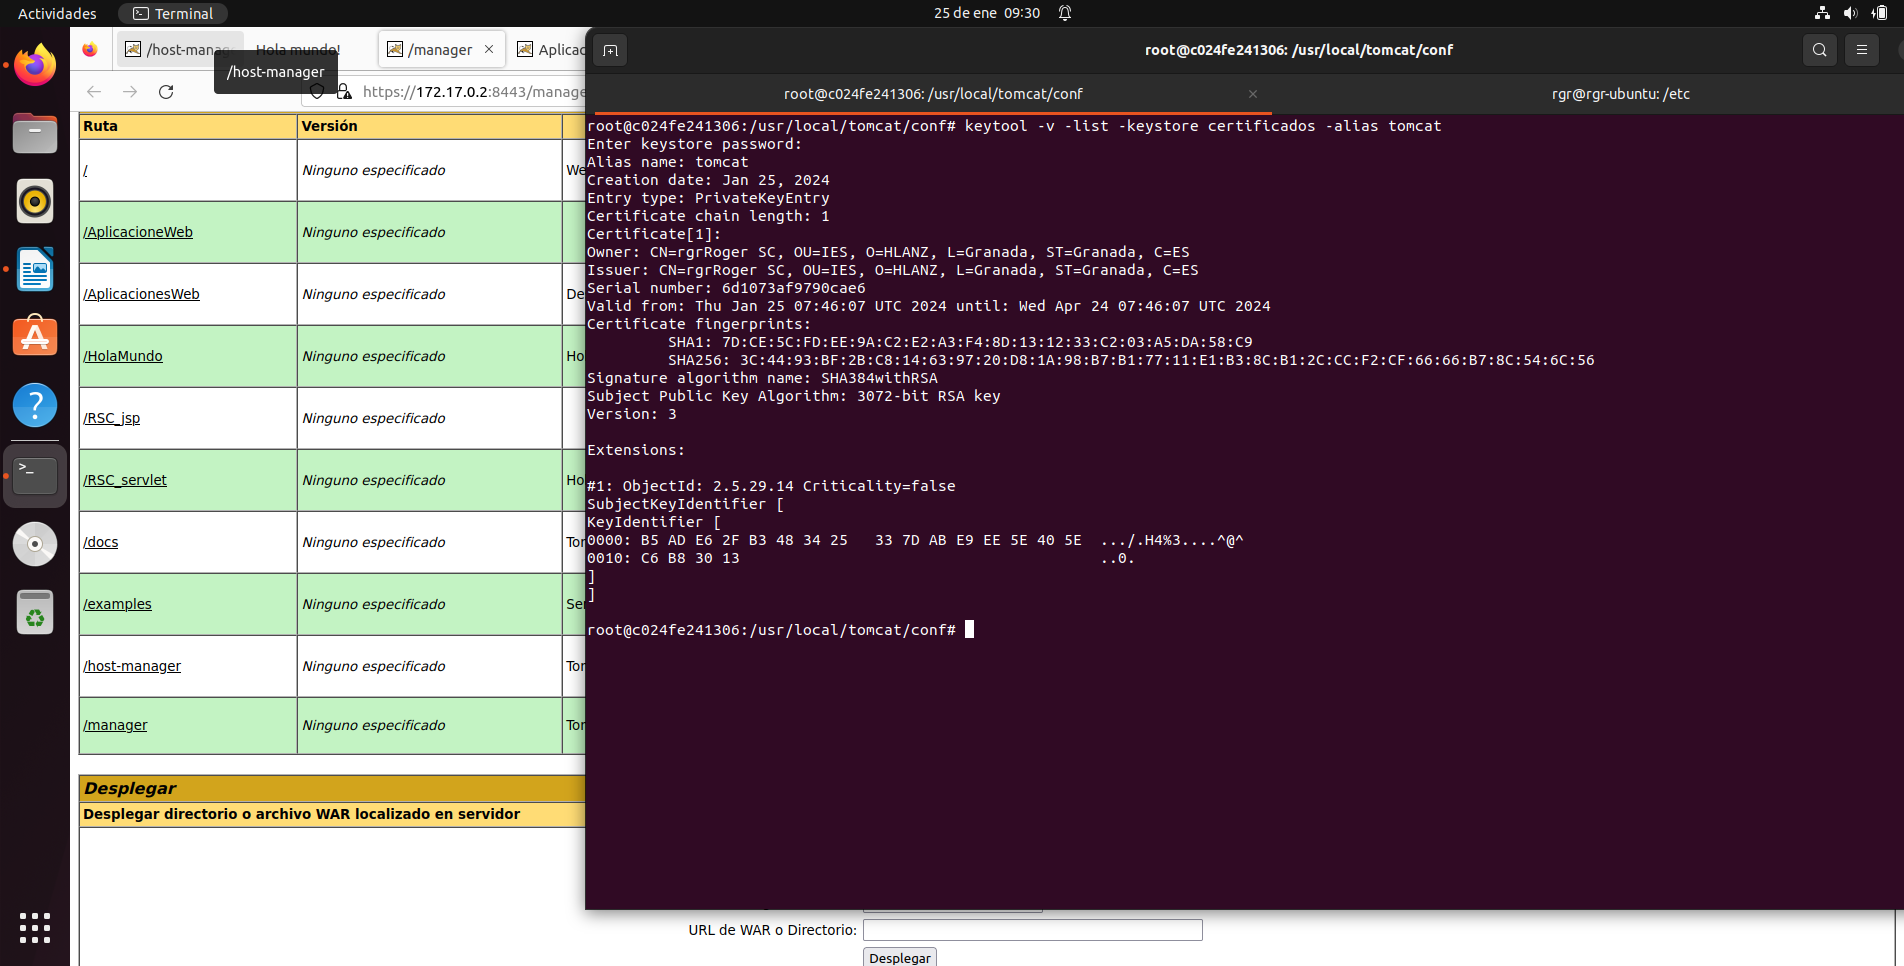 Actividades
Terminal
25 de ene 09:30
/host-manager
Hola mundo!
/manager
Aplicac
/host-manager
https://172.17.0.2:8443/manage
Ruta Versión
/ Ninguno especificado We
/AplicacioneWeb Ninguno especificado
/AplicacionesWeb Ninguno especificado De
/HolaMundo Ninguno especificado Ho
/RSC_jsp Ninguno especificado
/RSC_servlet Ninguno especificado Ho
/docs Ninguno especificado Tor
/examples Ninguno especificado Ser
/host-manager Ninguno especificado Tor
/manager Ninguno especificado Tor
Desplegar
Desplegar directorio o archivo WAR localizado en servidor
URL de WAR o Directorio:
Desplegar
root@c024fe241306: /usr/local/tomcat/conf
root@c024fe241306: /usr/local/tomcat/conf
rgr@rgr-ubuntu: /etc
root@c024fe241306:/usr/local/tomcat/conf# keytool -v -list -keystore certificados -alias tomcat
Enter keystore password:
Alias name: tomcat
Creation date: Jan 25, 2024
Entry type: PrivateKeyEntry
Certificate chain length: 1
Certificate[1]:
Owner: CN=rgrRoger SC, OU=IES, O=HLANZ, L=Granada, ST=Granada, C=ES
Issuer: CN=rgrRoger SC, OU=IES, O=HLANZ, L=Granada, ST=Granada, C=ES
Serial number: 6d1073af9790cae6
Valid from: Thu Jan 25 07:46:07 UTC 2024 until: Wed Apr 24 07:46:07 UTC 2024
Certificate fingerprints:
SHA1: 7D:CE:5C:FD:EE:9A:C2:E2:A3:F4:8D:13:12:33:C2:03:A5:DA:58:C9
SHA256: 3C:44:93:BF:2B:C8:14:63:97:20:D8:1A:98:B7:B1:77:11:E1:B3:8C:B1:2C:CC:F2:CF:66:66:B7:8C:54:6C:56
Signature algorithm name: SHA384withRSA
Subject Public Key Algorithm: 3072-bit RSA key
Version: 3
Extensions:
#1: ObjectId: 2.5.29.14 Criticality=false
SubjectKeyIdentifier [
KeyIdentifier [
0000: B5 AD E6 2F B3 48 34 25 33 7D AB E9 EE 5E 40 5E .../.H4%3....^@^
0010: C6 B8 30 13 ..0.
]
]
root@c024fe241306:/usr/local/tomcat/conf#